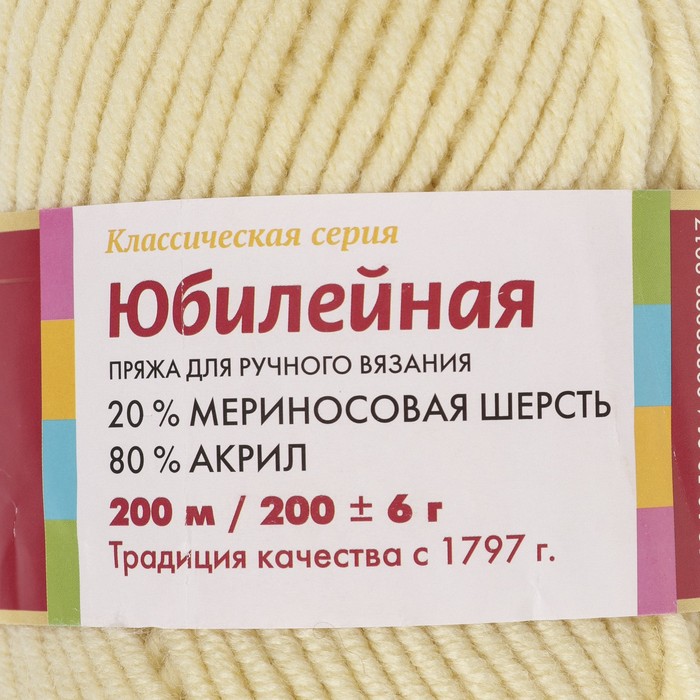 Классическая серия
Юбилейная
ПРЯЖА ДЛЯ РУЧНОГО ВЯЗАНИЯ
20 % МЕРИНОСОВАЯ ШЕРСТЬ
80 % АКРИЛ
200 м / 200 ± 6 г
Традиция качества с 1797 г.